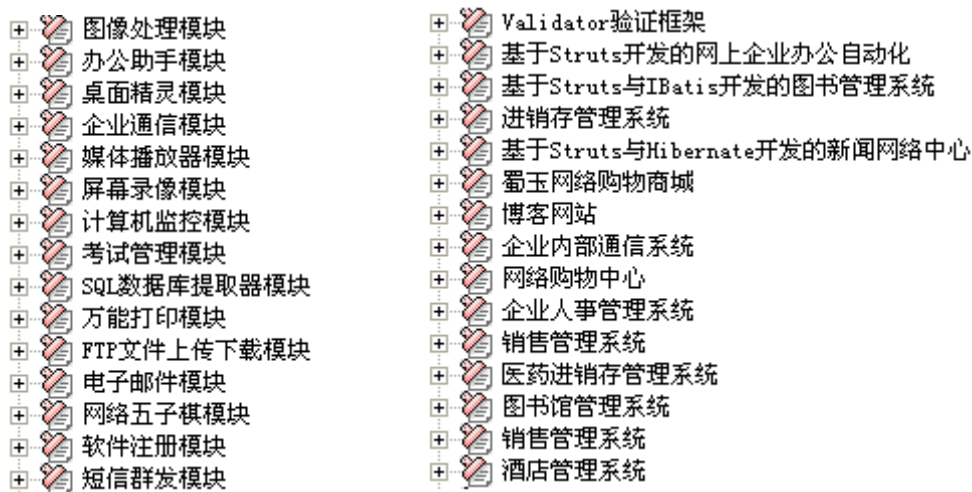 图像处理模块
办公助手模块
桌面精灵模块
企业通信模块
媒体播放器模块
屏幕录像模块
计算机监控模块
考试管理模块
SQL数据库提取器模块
万能打印模块
FTP文件上传下载模块
电子邮件模块
网络五子棋模块
软件注册模块
短信群发模块
Validator验证框架
基于Struts开发的网上企业办公自动化
基于Struts与IBatis开发的图书管理系统
进销存管理系统
基于Struts与Hibernate开发的新闻网络中心
蜀玉网络购物商城
博客网站
企业内部通信系统
网络购物中心
企业人事管理系统
销售管理系统
医药进销存管理系统
图书馆管理系统
销售管理系统
酒店管理系统